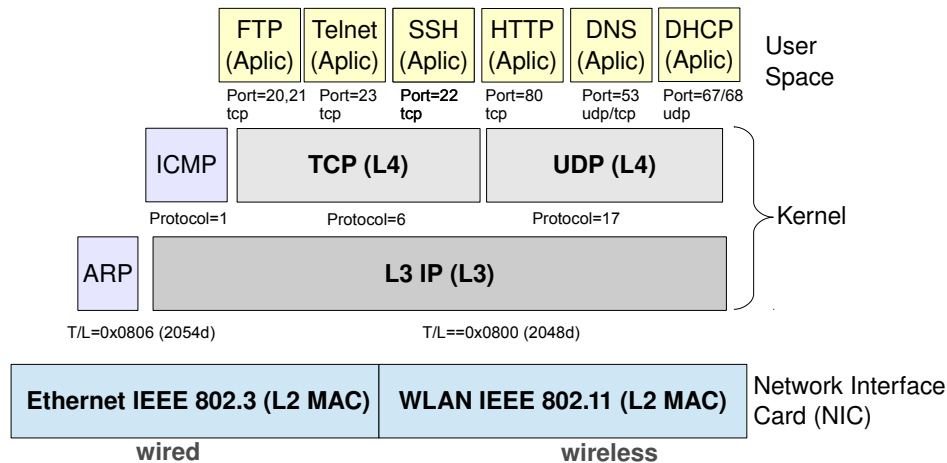 FTP
(Aplic)
Telnet
(Aplic)
SSH
(Aplic)
HTTP
(Aplic)
DNS
(Aplic)
DHCP
(Aplic)
User
Space
Port=20,21
tcp
Port=23
tcp
Port=22
tcp
Port=80
tcp
Port=53
udp/tcp
Port=67/68
udp
ICMP
TCP (L4)
UDP (L4)
Protocol=1
Protocol=6
Protocol=17
Kernel
ARP
L3 IP (L3)
T/L=0x0806 (2054d)
T/L==0x0800 (2048d)
Ethernet IEEE 802.3 (L2 MAC)
WLAN IEEE 802.11 (L2 MAC)
Network Interface
Card (NIC)
wired
wireless